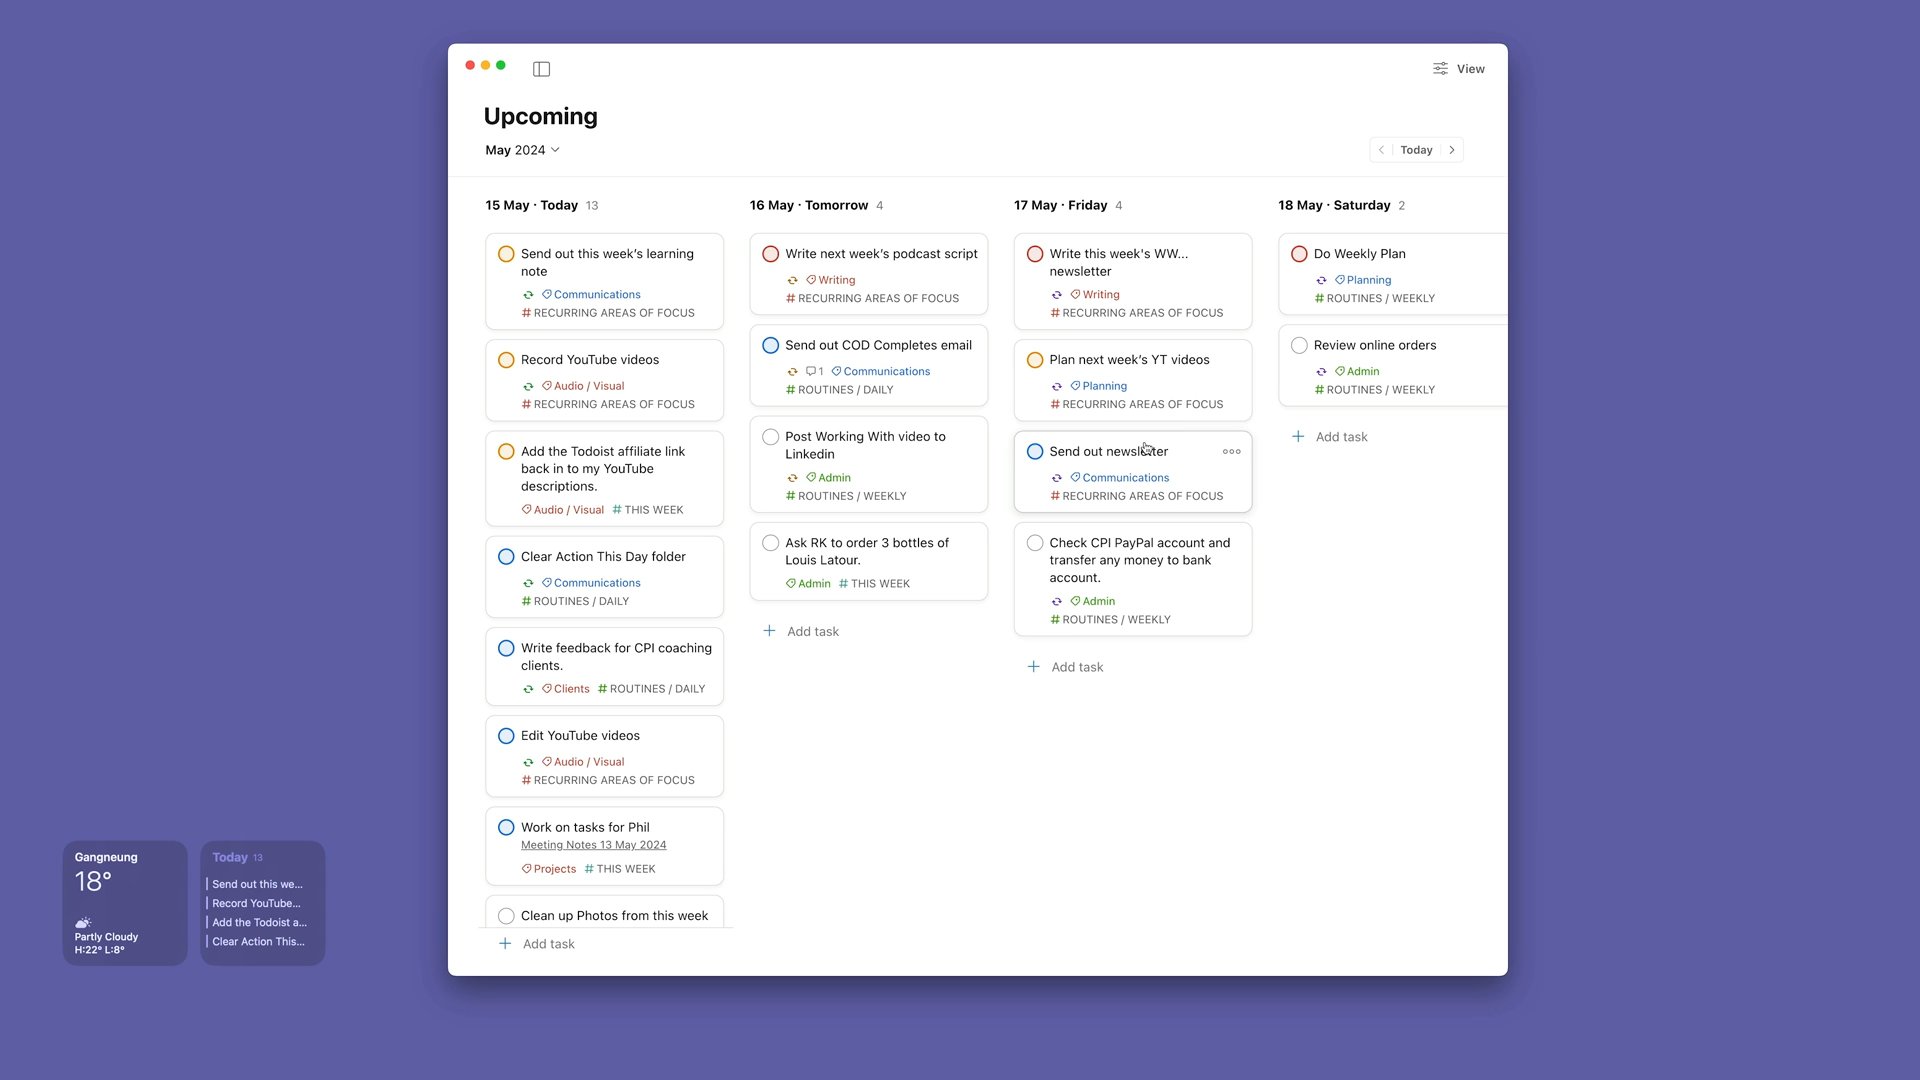 View
Upcoming
May 2024
Today
15 May · Today 13
Send out this week's learning
note
Communications
# RECURRING AREAS OF FOCUS
Record YouTube videos
Audio / Visual
# RECURRING AREAS OF FOCUS
Add the Todoist affiliate link
back in to my YouTube
descriptions.
Audio / Visual # THIS WEEK
Clear Action This Day folder
Communications
# ROUTINES / DAILY
Write feedback for CPI coaching
clients.
Clients # ROUTINES / DAILY
Edit YouTube videos
Audio / Visual
# RECURRING AREAS OF FOCUS
Work on tasks for Phil
Meeting Notes 13 May 2024
Projects # THIS WEEK
Clean up Photos from this week
+ Add task
16 May · Tomorrow 4
Write next week's podcast script
Writing
# RECURRING AREAS OF FOCUS
Send out COD Completes email
1 Communications
# ROUTINES / DAILY
Post Working With video to
Linkedin
Admin
# ROUTINES / WEEKLY
Ask RK to order 3 bottles of
Louis Latour.
Admin # THIS WEEK
+ Add task
17 May · Friday 4
Write this week's WW...
newsletter
Writing
# RECURRING AREAS OF FOCUS
Plan next week's YT videos
Planning
# RECURRING AREAS OF FOCUS
Send out newsletter
Communications
# RECURRING AREAS OF FOCUS
Check CPI PayPal account and
transfer any money to bank
account.
Admin
# ROUTINES / WEEKLY
+ Add task
18 May · Saturday 2
Do Weekly Plan
Planning
# ROUTINES / WEEKLY
Review online orders
Admin
# ROUTINES / WEEKLY
+ Add task
Gangneung
18°
Partly Cloudy
H:22° L:8°
Today 13
Send out this we...
Record YouTube...
Add the Todoist a...
Clear Action This...